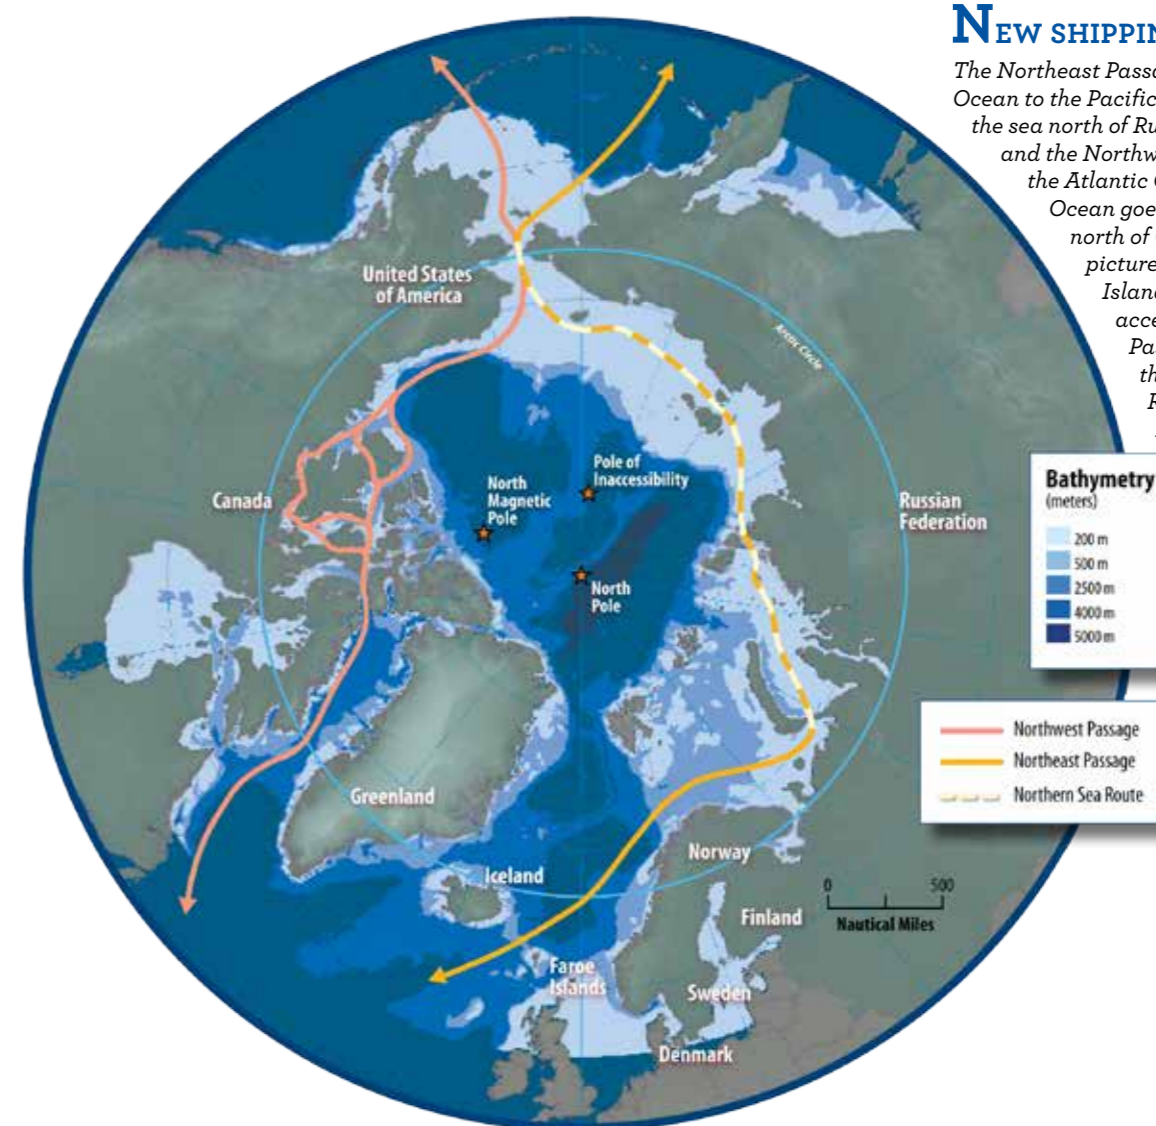 NEW SHIPPIN
The Northeast Passa
Ocean to the Pacific
the sea north of Ru
and the Northw
the Atlantic
Ocean goe
north of
picture
Islan
acce
Pa
th
United States
of America
Arctic Circle
Pole of
Inaccessibility
North
Magnetic
Pole
Canada
Russian
Federation
North
Pole
Bathymetry
(meters)
200 m
500 m
2500 m
4000 m
5000 m
Northwest Passage
Northeast Passage
Northern Sea Route
Greenland
Iceland
Norway
0 500
Nautical Miles
Finland
Faroe
Islands
Sweden
Denmark